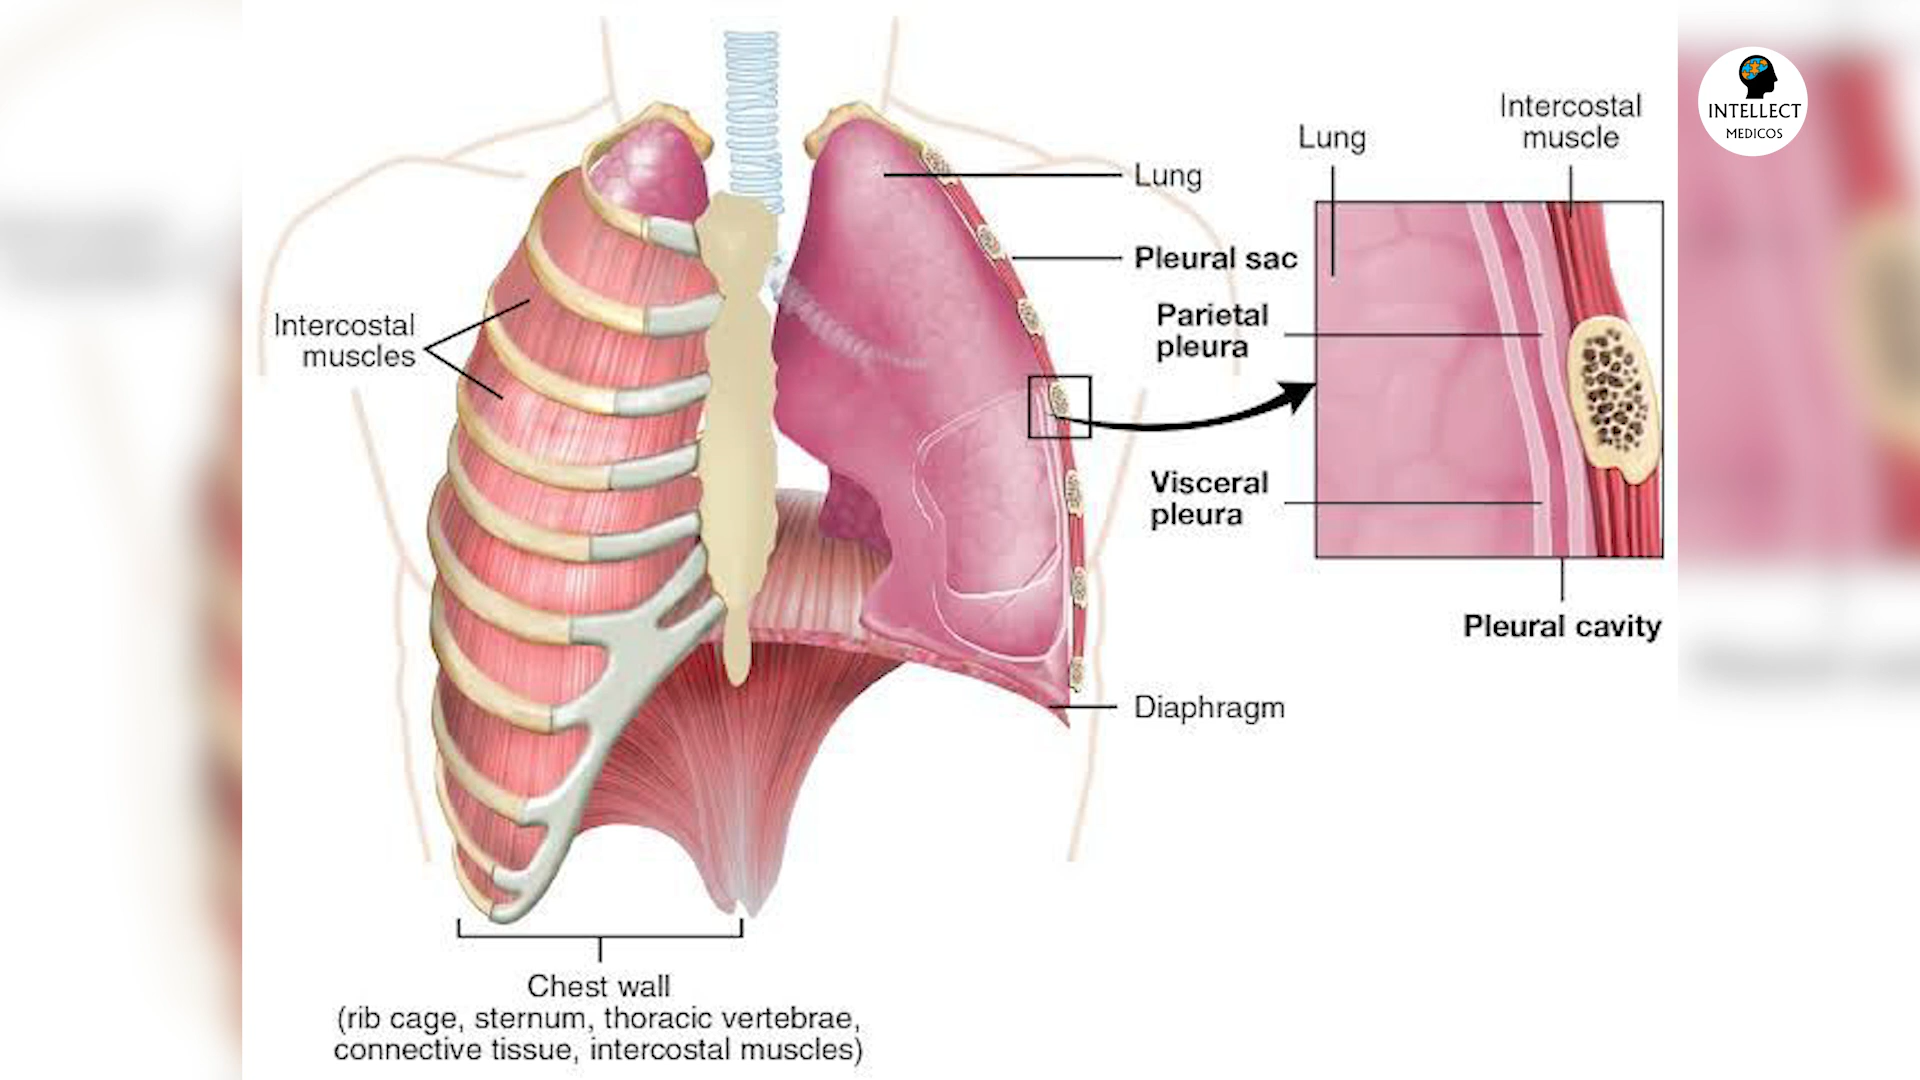 INTELLECT
MEDICOS
Intercostal
muscle
Lung
Lung
Pleural sac
Parietal
pleura
Intercostal
muscles
Visceral
pleura
Pleural cavity
Diaphragm
Chest wall
(rib cage, sternum, thoracic vertebrae,
connective tissue, intercostal muscles)